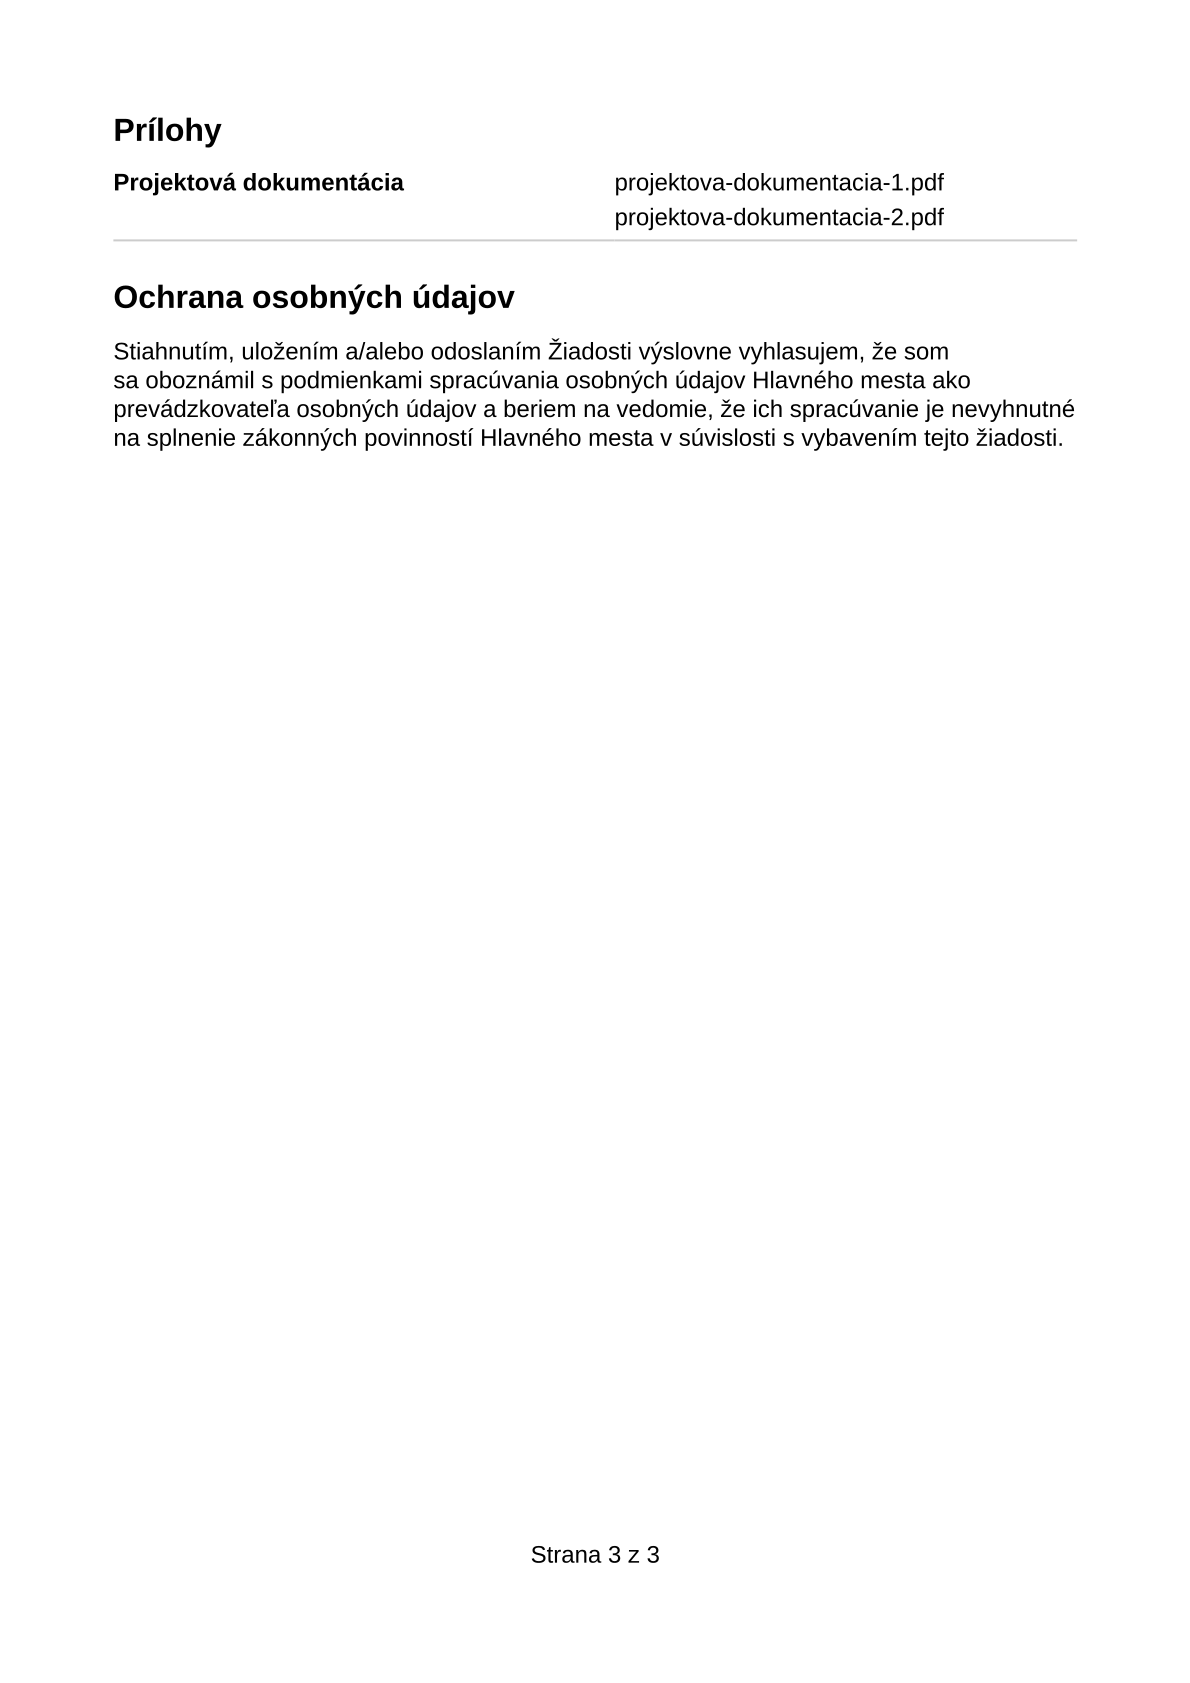 Prílohy
Projektová dokumentácia projektova-dokumentacia-1.pdf
projektova-dokumentacia-2.pdf
Ochrana osobných údajov
Stiahnutím, uložením a/alebo odoslaním Žiadosti výslovne vyhlasujem, že som
sa oboznámil s podmienkami spracúvania osobných údajov Hlavného mesta ako
prevádzkovateľa osobných údajov a beriem na vedomie, že ich spracúvanie je nevyhnutné
na splnenie zákonných povinností Hlavného mesta v súvislosti s vybavením tejto žiadosti.
Strana 3 z 3